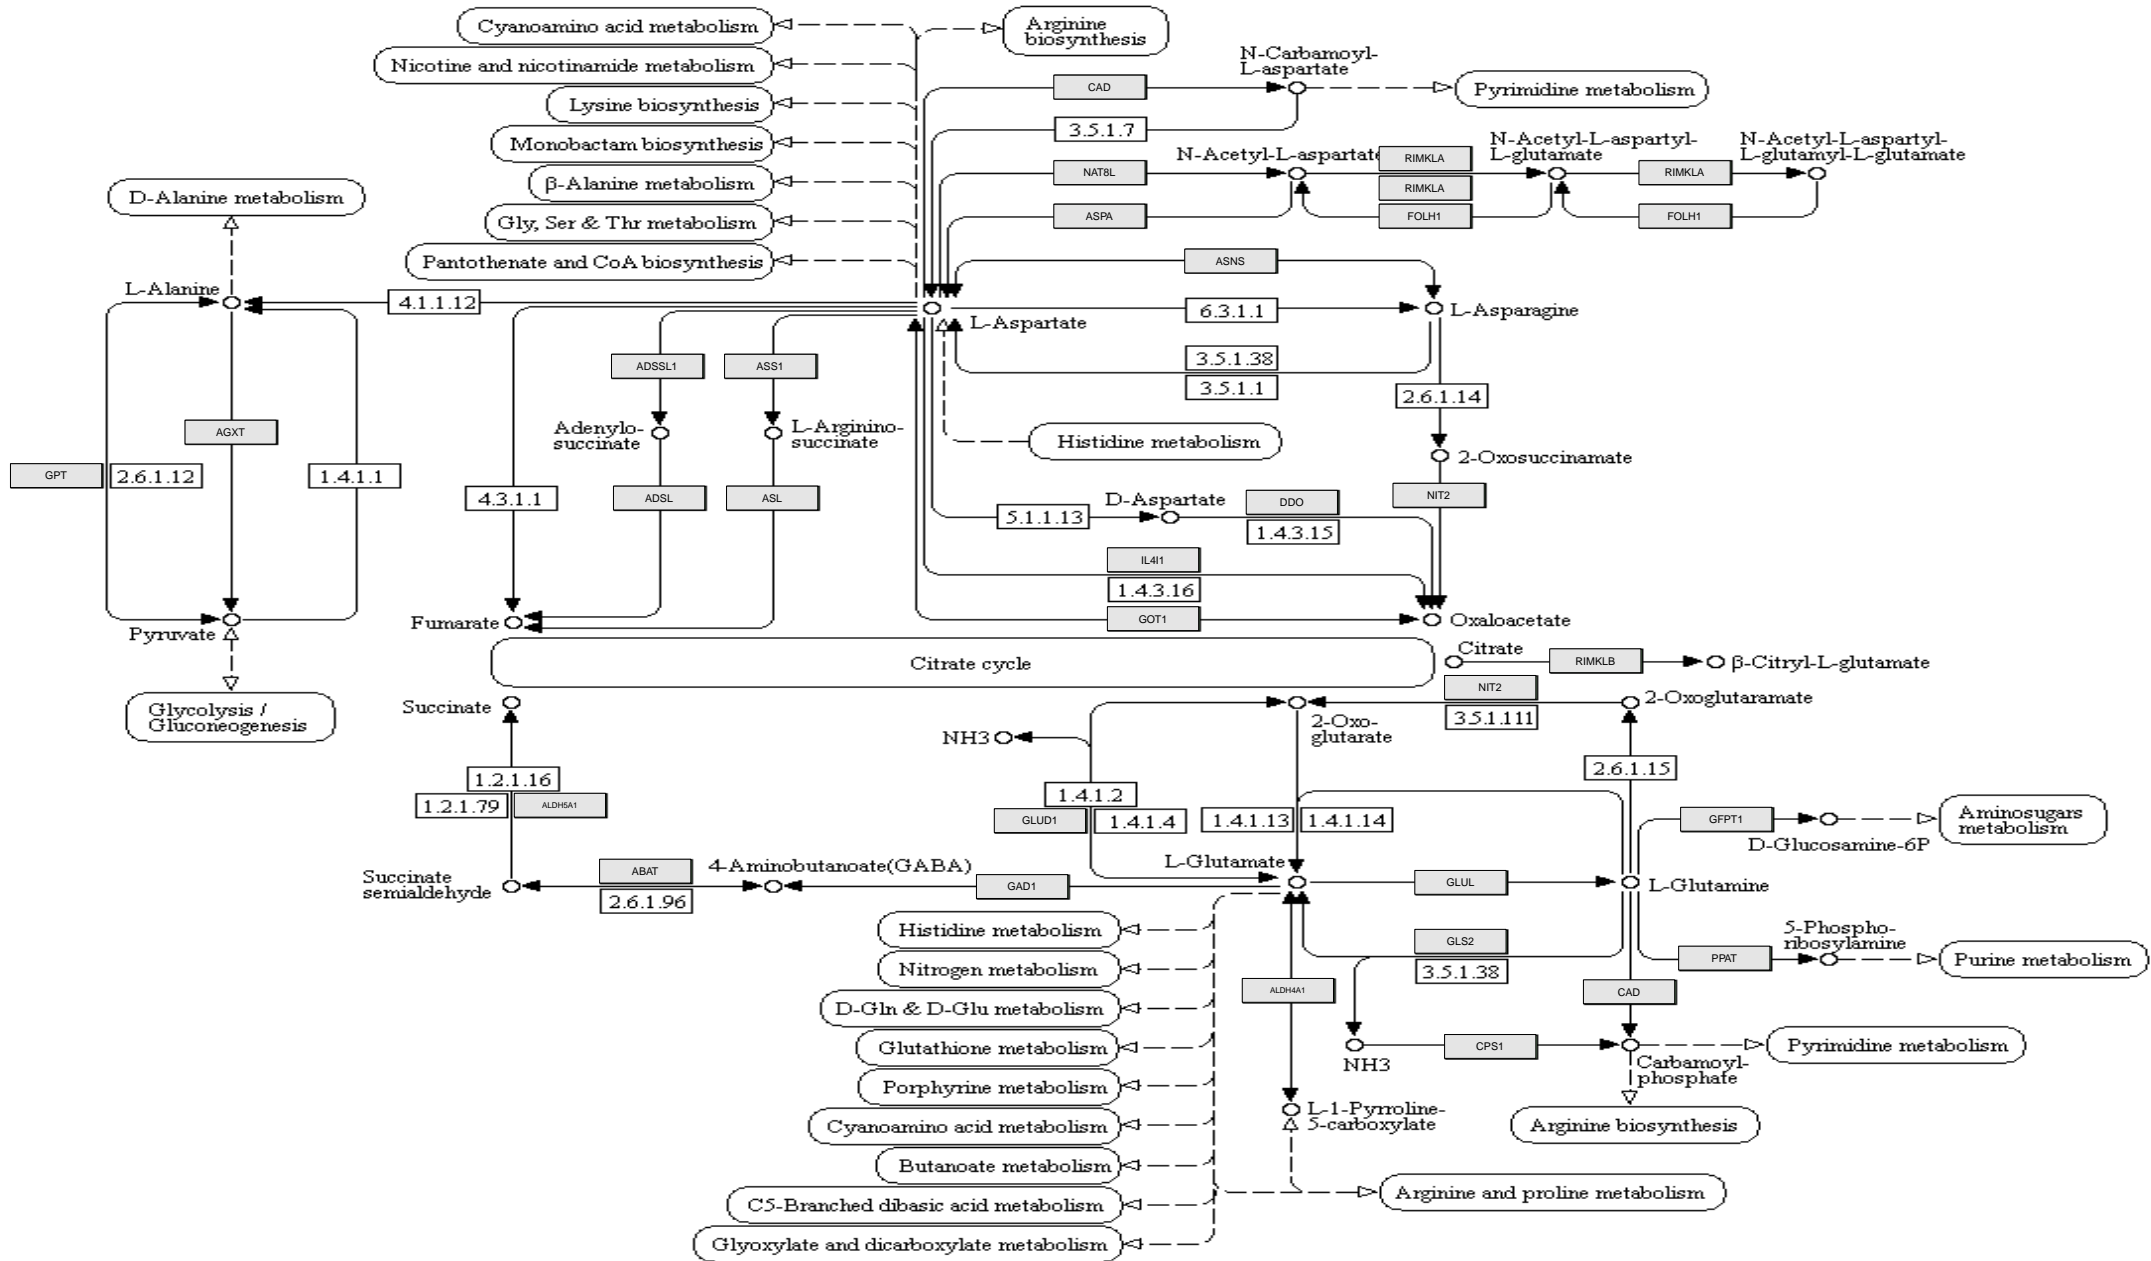 Cyanoamino acid metabolism
Arginine
biosynthesis
Nicotine and nicotinamide metabolism
N-Carbamoyl-
L-aspartate
CAD
Pyrimidine metabolism
Lysine biosynthesis
3.5.1.7
Monobactam biosynthesis
N-Acetyl-L-aspartate
RIMKLA
N-Acetyl-L-aspartyl-
L-glutamate
N-Acetyl-L-aspartyl-
L-glutamyl-L-glutamate
NAT8L
RIMKLA
RIMKLA
β-Alanine metabolism
D-Alanine metabolism
ASPA
FOLH1
FOLH1
Gly, Ser & Thr metabolism
Pantothenate and CoA biosynthesis
ASNS
L-Alanine
4.1.1.12
6.3.1.1
L-Asparagine
L-Aspartate
3.5.1.38
3.5.1.1
ADSSL1
ASS1
2.6.1.14
AGXT
Adenylo-
succinate
L-Arginino-
succinate
Histidine metabolism
2-Oxosuccinamate
GPT
2.6.1.12
1.4.1.1
4.3.1.1
ADSL
ASL
D-Aspartate
DDO
NIT2
5.1.1.13
1.4.3.15
IL4I1
1.4.3.16
GOT1
Oxaloacetate
Fumarate
Pyruvate
Citrate cycle
Citrate
RIMKLB
β-Citryl-L-glutamate
Glycolysis /
Gluconeogenesis
Succinate
NIT2
2-Oxoglutaramate
3.5.1.111
2-Oxo-
glutarate
NH3
1.2.1.16
2.6.1.15
1.2.1.79
ALDH5A1
1.4.1.2
GLUD1
1.4.1.4
1.4.1.13
1.4.1.14
GFPT1
Aminosugars
metabolism
D-Glucosamine-6P
Succinate
semialdehyde
ABAT
2.6.1.96
4-Aminobutanoate(GABA)
GAD1
L-Glutamate
GLUL
L-Glutamine
Histidine metabolism
GLS2
3.5.1.38
5-Phospho-
ribosylamine
PPAT
Purine metabolism
Nitrogen metabolism
ALDH4A1
CAD
D-Gln & D-Glu metabolism
Glutathione metabolism
NH3
CPS1
Carbamoyl-
phosphate
Pyrimidine metabolism
Porphyrine metabolism
L-1-Pyrroline-
5-carboxylate
Arginine biosynthesis
Cyanoamino acid metabolism
Butanoate metabolism
C5-Branched dibasic acid metabolism
Arginine and proline metabolism
Glyoxylate and dicarboxylate metabolism